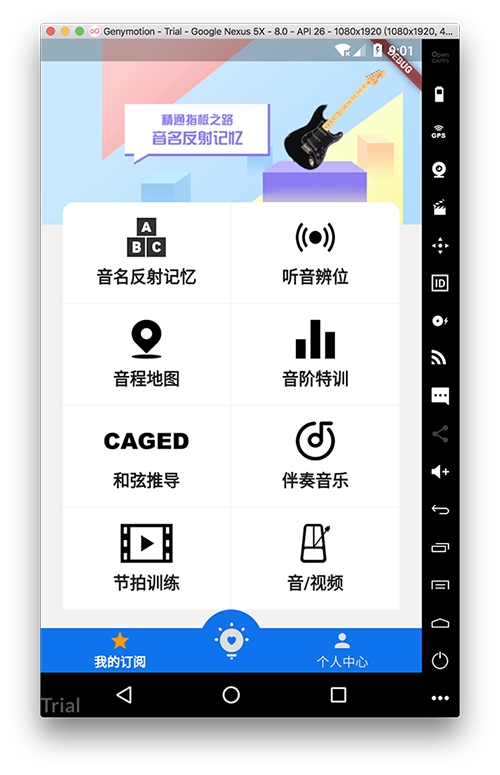 Genymotion - Trial - Google Nexus 5X - 8.0 - API 26 - 1080x1920 (1080x1920, 4...
9:01
DEBUG
Open
GAPPS
GPS
ID
精通指板之路
音名反射记忆
A
B C
音名反射记忆
听音辨位
音程地图
音阶特训
CAGED
和弦推导
伴奏音乐
节拍训练
音/视频
我的订阅
个人中心
Trial